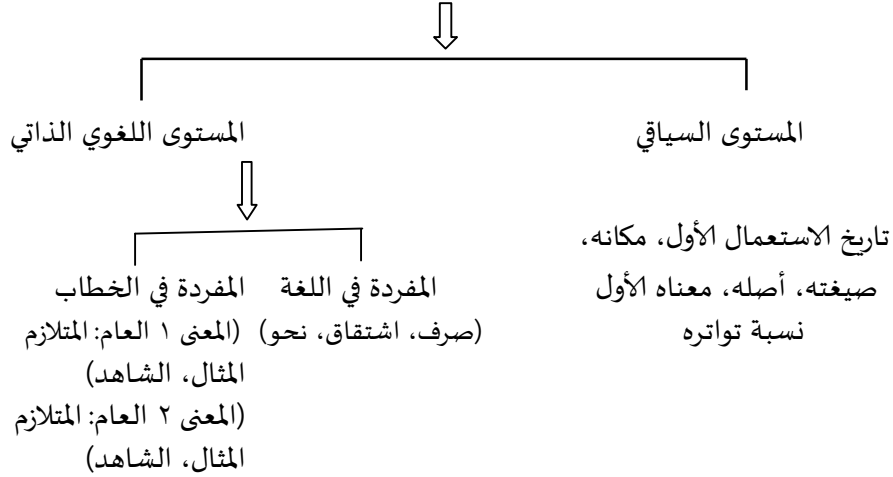 المستوى السياقي
المستوى اللغوي الذاتي
تاريخ الاستعمال الأول، مكانه،
صيغته، أصله، معناه الأول
نسبة تواتره
المفردة في اللغة
(صرف، اشتقاق، نحو)
المفردة في الخطاب
(المعنى ١ العام: المتلازم
المثال، الشاهد)
(المعنى ٢ العام: المتلازم
المثال، الشاهد)